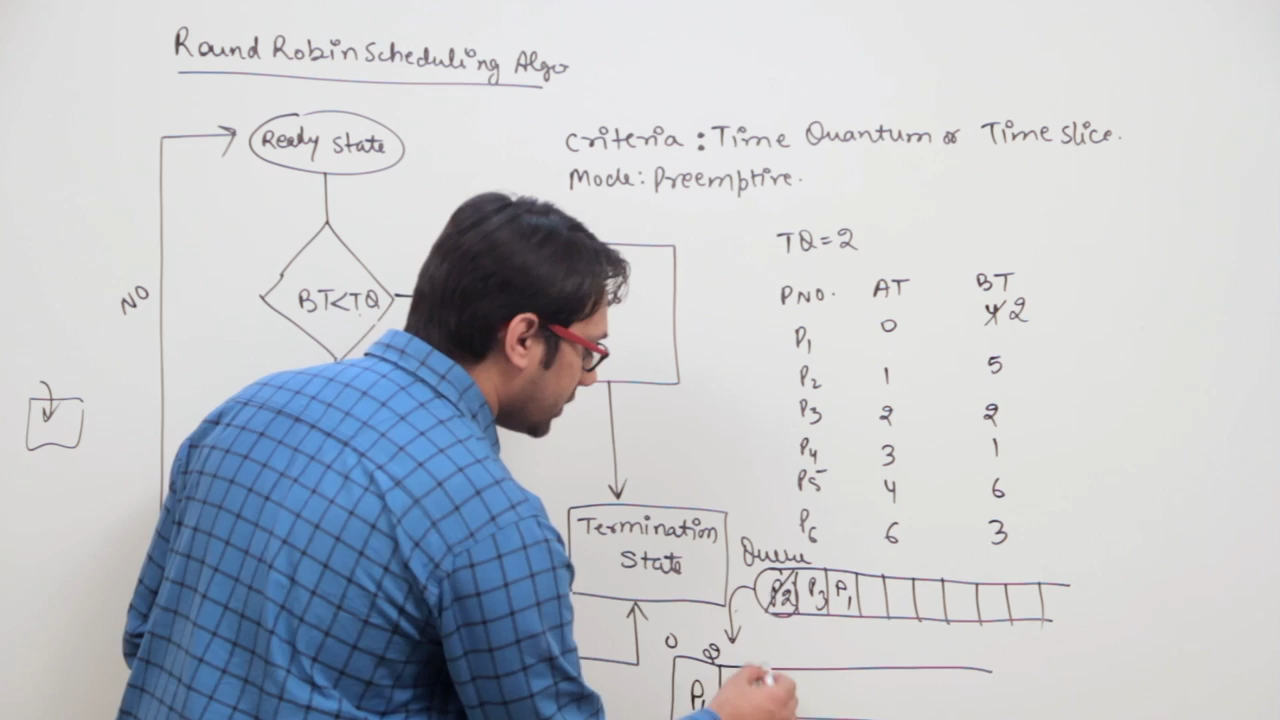 Round Robin Scheduling Algo
Ready State
Criteria : Time Quantum or Time slice.
Mode: Preemptive.
TQ=2
PNO. AT BT
P1 0 4 2
P2 1 5
P3 2 2
P4 3 1
P5 4 6
P6 6 3
NO
BT<TQ
Termination
State
Queue
P2 P3 P1
0 2
P1